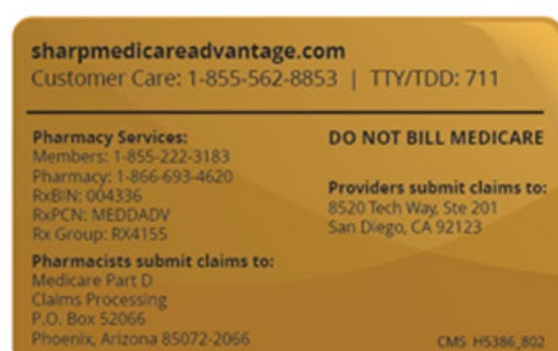 sharpmedicareadvantage.com
Customer Care: 1-855-562-8853 | TTY/TDD: 711
Pharmacy Services:
Members: 1-855-222-3183
Pharmacy: 1-866-693-4620
RxBIN: 004336
RxPCN: MEDDADV
Rx Group: RX4155
Pharmacists submit claims to:
Medicare Part D
Claims Processing
P.O. Box 52066
Phoenix, Arizona 85072-2066
DO NOT BILL MEDICARE
Providers submit claims to:
8520 Tech Way, Ste 201
San Diego, CA 92123
CMS H5386_802